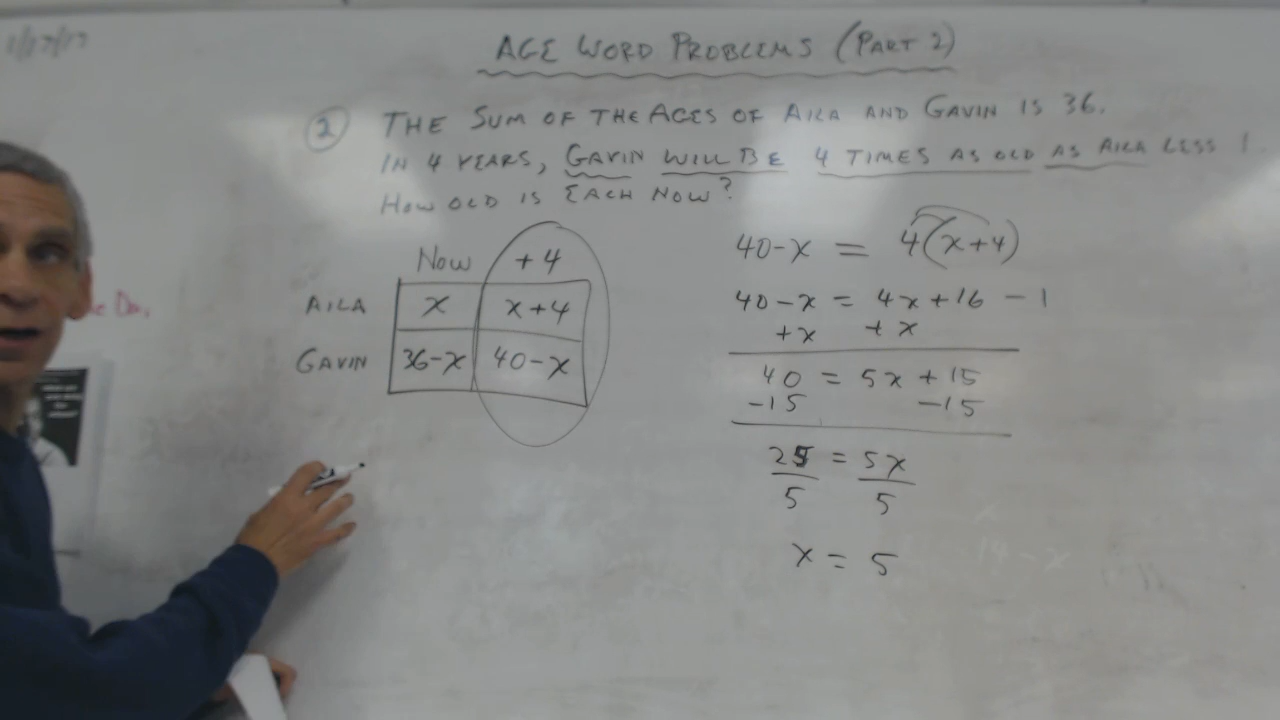 1/17/17
AGE WORD PROBLEMS (PART 2)
2 THE SUM OF THE AGES OF AILA AND GAVIN IS 36.
IN 4 YEARS, GAVIN WILL BE 4 TIMES AS OLD AS AILA LESS 1
HOW OLD IS EACH NOW?
NOW +4
AILA x x+4
GAVIN 36-x 40-x
40-x = 4(x+4)
40-x = 4x+16 -1
+x +x
40 = 5x +15
-15 -15
25 = 5x
5 5
x = 5